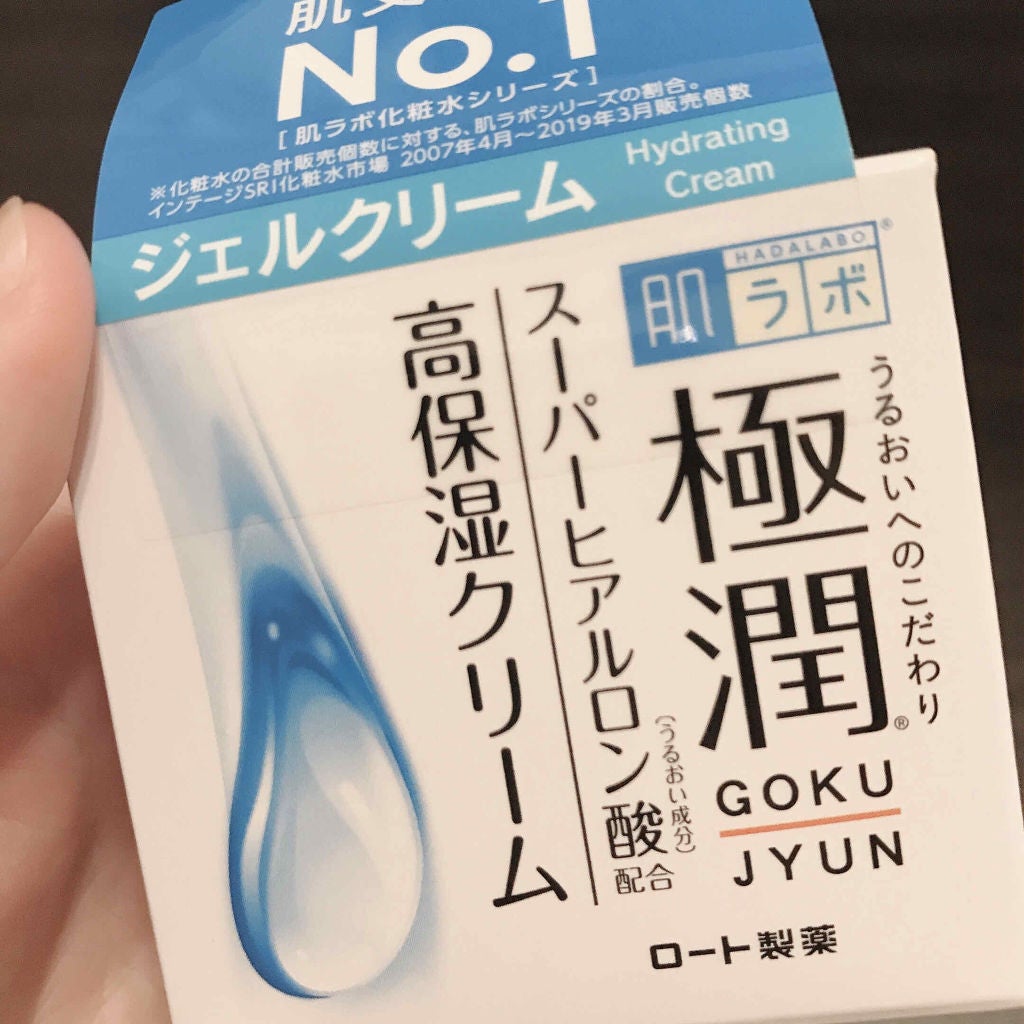 No.1
[ 肌ラボ化粧水シリーズ ]
※化粧水の合計販売個数に対する、肌ラボシリーズの割合。
インテージSRI化粧水市場 2007年4月〜2019年3月販売個数
ジェルクリーム
Hydrating
Cream
HADALABO®
肌ラボ
うるおいへのこだわり
極潤®
GOKU
JYUN
スーパーヒアルロン酸配合
(うるおい成分)
高保湿クリーム
ロート製薬